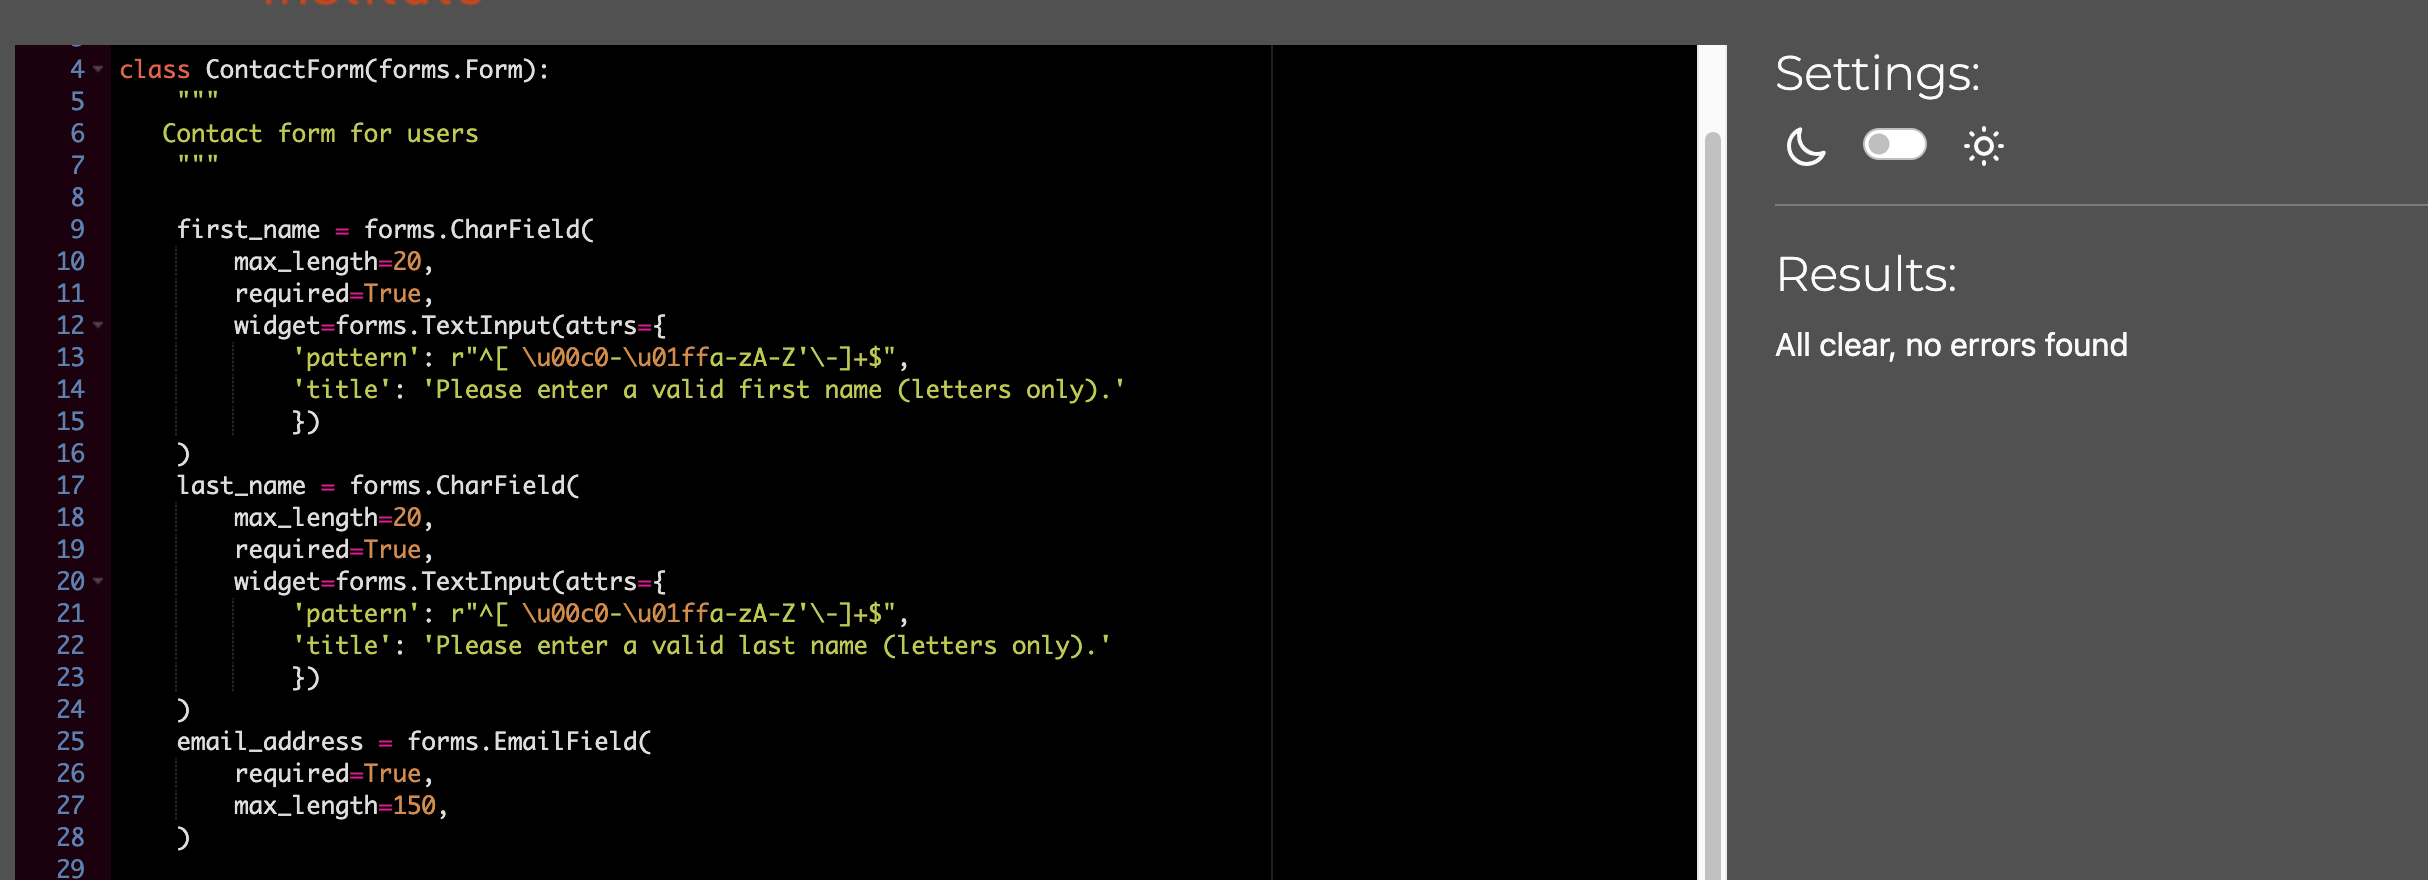 4 class ContactForm(forms.Form):
5 """
6 Contact form for users
7 """
8
9 first_name = forms.CharField(
10 max_length=20,
11 required=True,
12 widget=forms.TextInput(attrs={
13 'pattern': r"^[ \u00c0-\u01ffa-zA-Z'\-]+$",
14 'title': 'Please enter a valid first name (letters only).'
15 })
16 )
17 last_name = forms.CharField(
18 max_length=20,
19 required=True,
20 widget=forms.TextInput(attrs={
21 'pattern': r"^[ \u00c0-\u01ffa-zA-Z'\-]+$",
22 'title': 'Please enter a valid last name (letters only).'
23 })
24 )
25 email_address = forms.EmailField(
26 required=True,
27 max_length=150,
28 )
29
Settings:
Results:
All clear, no errors found